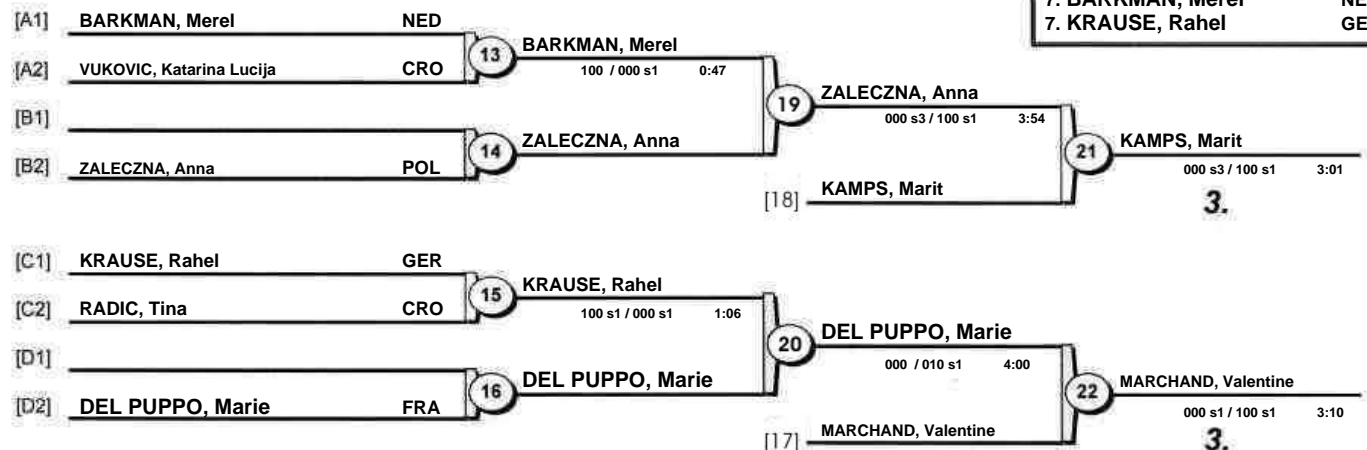 7. BARKMAN, Merel
7. KRAUSE, Rahel
[A1] BARKMAN, Merel NED
13 BARKMAN, Merel
[A2] VUKOVIC, Katarina Lucija CRO
100 / 000 s1 0:47
19 ZALECZNA, Anna
000 s3 / 100 s1 3:54
[B1]
14 ZALECZNA, Anna
[B2] ZALECZNA, Anna POL
21 KAMPS, Marit
000 s3 / 100 s1 3:01
[18] KAMPS, Marit
3.
[C1] KRAUSE, Rahel GER
15 KRAUSE, Rahel
[C2] RADIC, Tina CRO
100 s1 / 000 s1 1:06
20 DEL PUPPO, Marie
000 / 010 s1 4:00
[D1]
16 DEL PUPPO, Marie
[D2] DEL PUPPO, Marie FRA
22 MARCHAND, Valentine
000 s1 / 100 s1 3:10
[17] MARCHAND, Valentine
3.